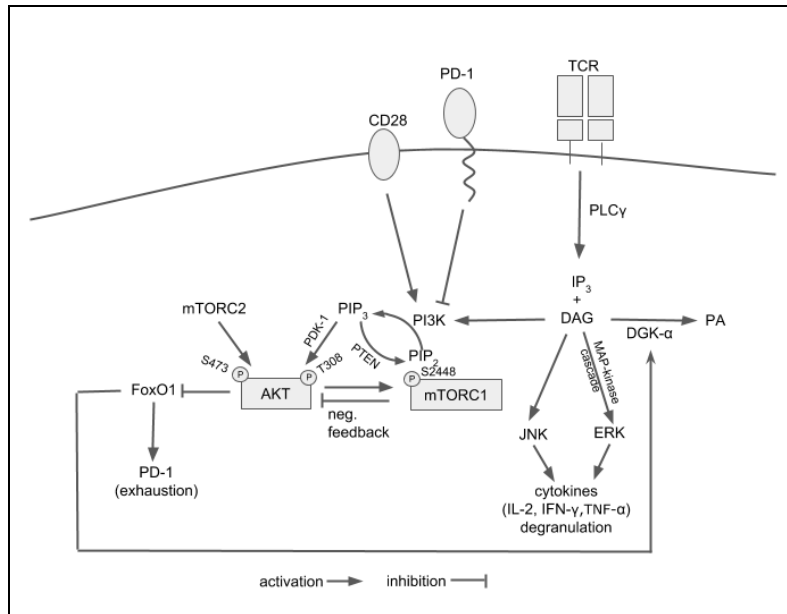 TCR
PD-1
CD28
PLCγ
IP3
+
DAG
DGK-α
PA
PI3K
mTORC2
PIP3
PDK-1
PTEN
PIP2
S473
P
P
T308
P
S2448
FoxO1
AKT
mTORC1
neg.
feedback
MAP-kinase
cascade
JNK
ERK
PD-1
(exhaustion)
cytokines
(IL-2, IFN-γ,TNF-α)
degranulation
activation
inhibition